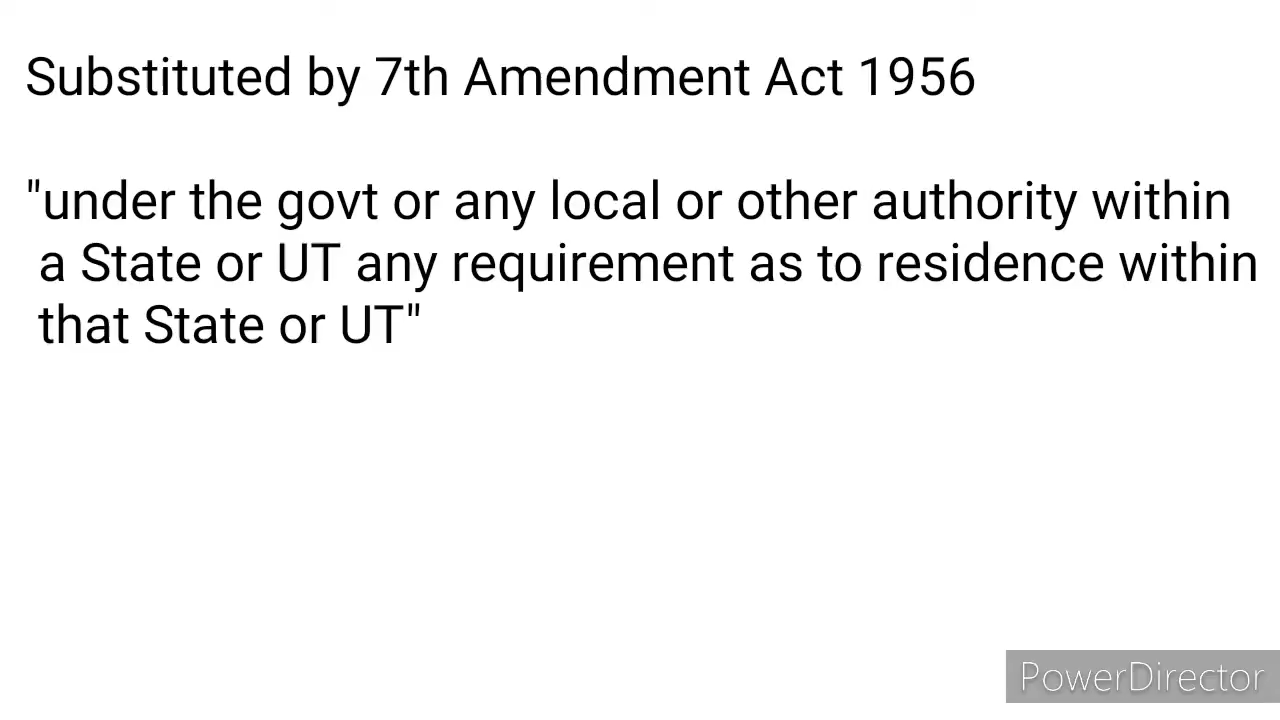 Substituted by 7th Amendment Act 1956
"under the govt or any local or other authority within
a State or UT any requirement as to residence within
that State or UT"
PowerDirector